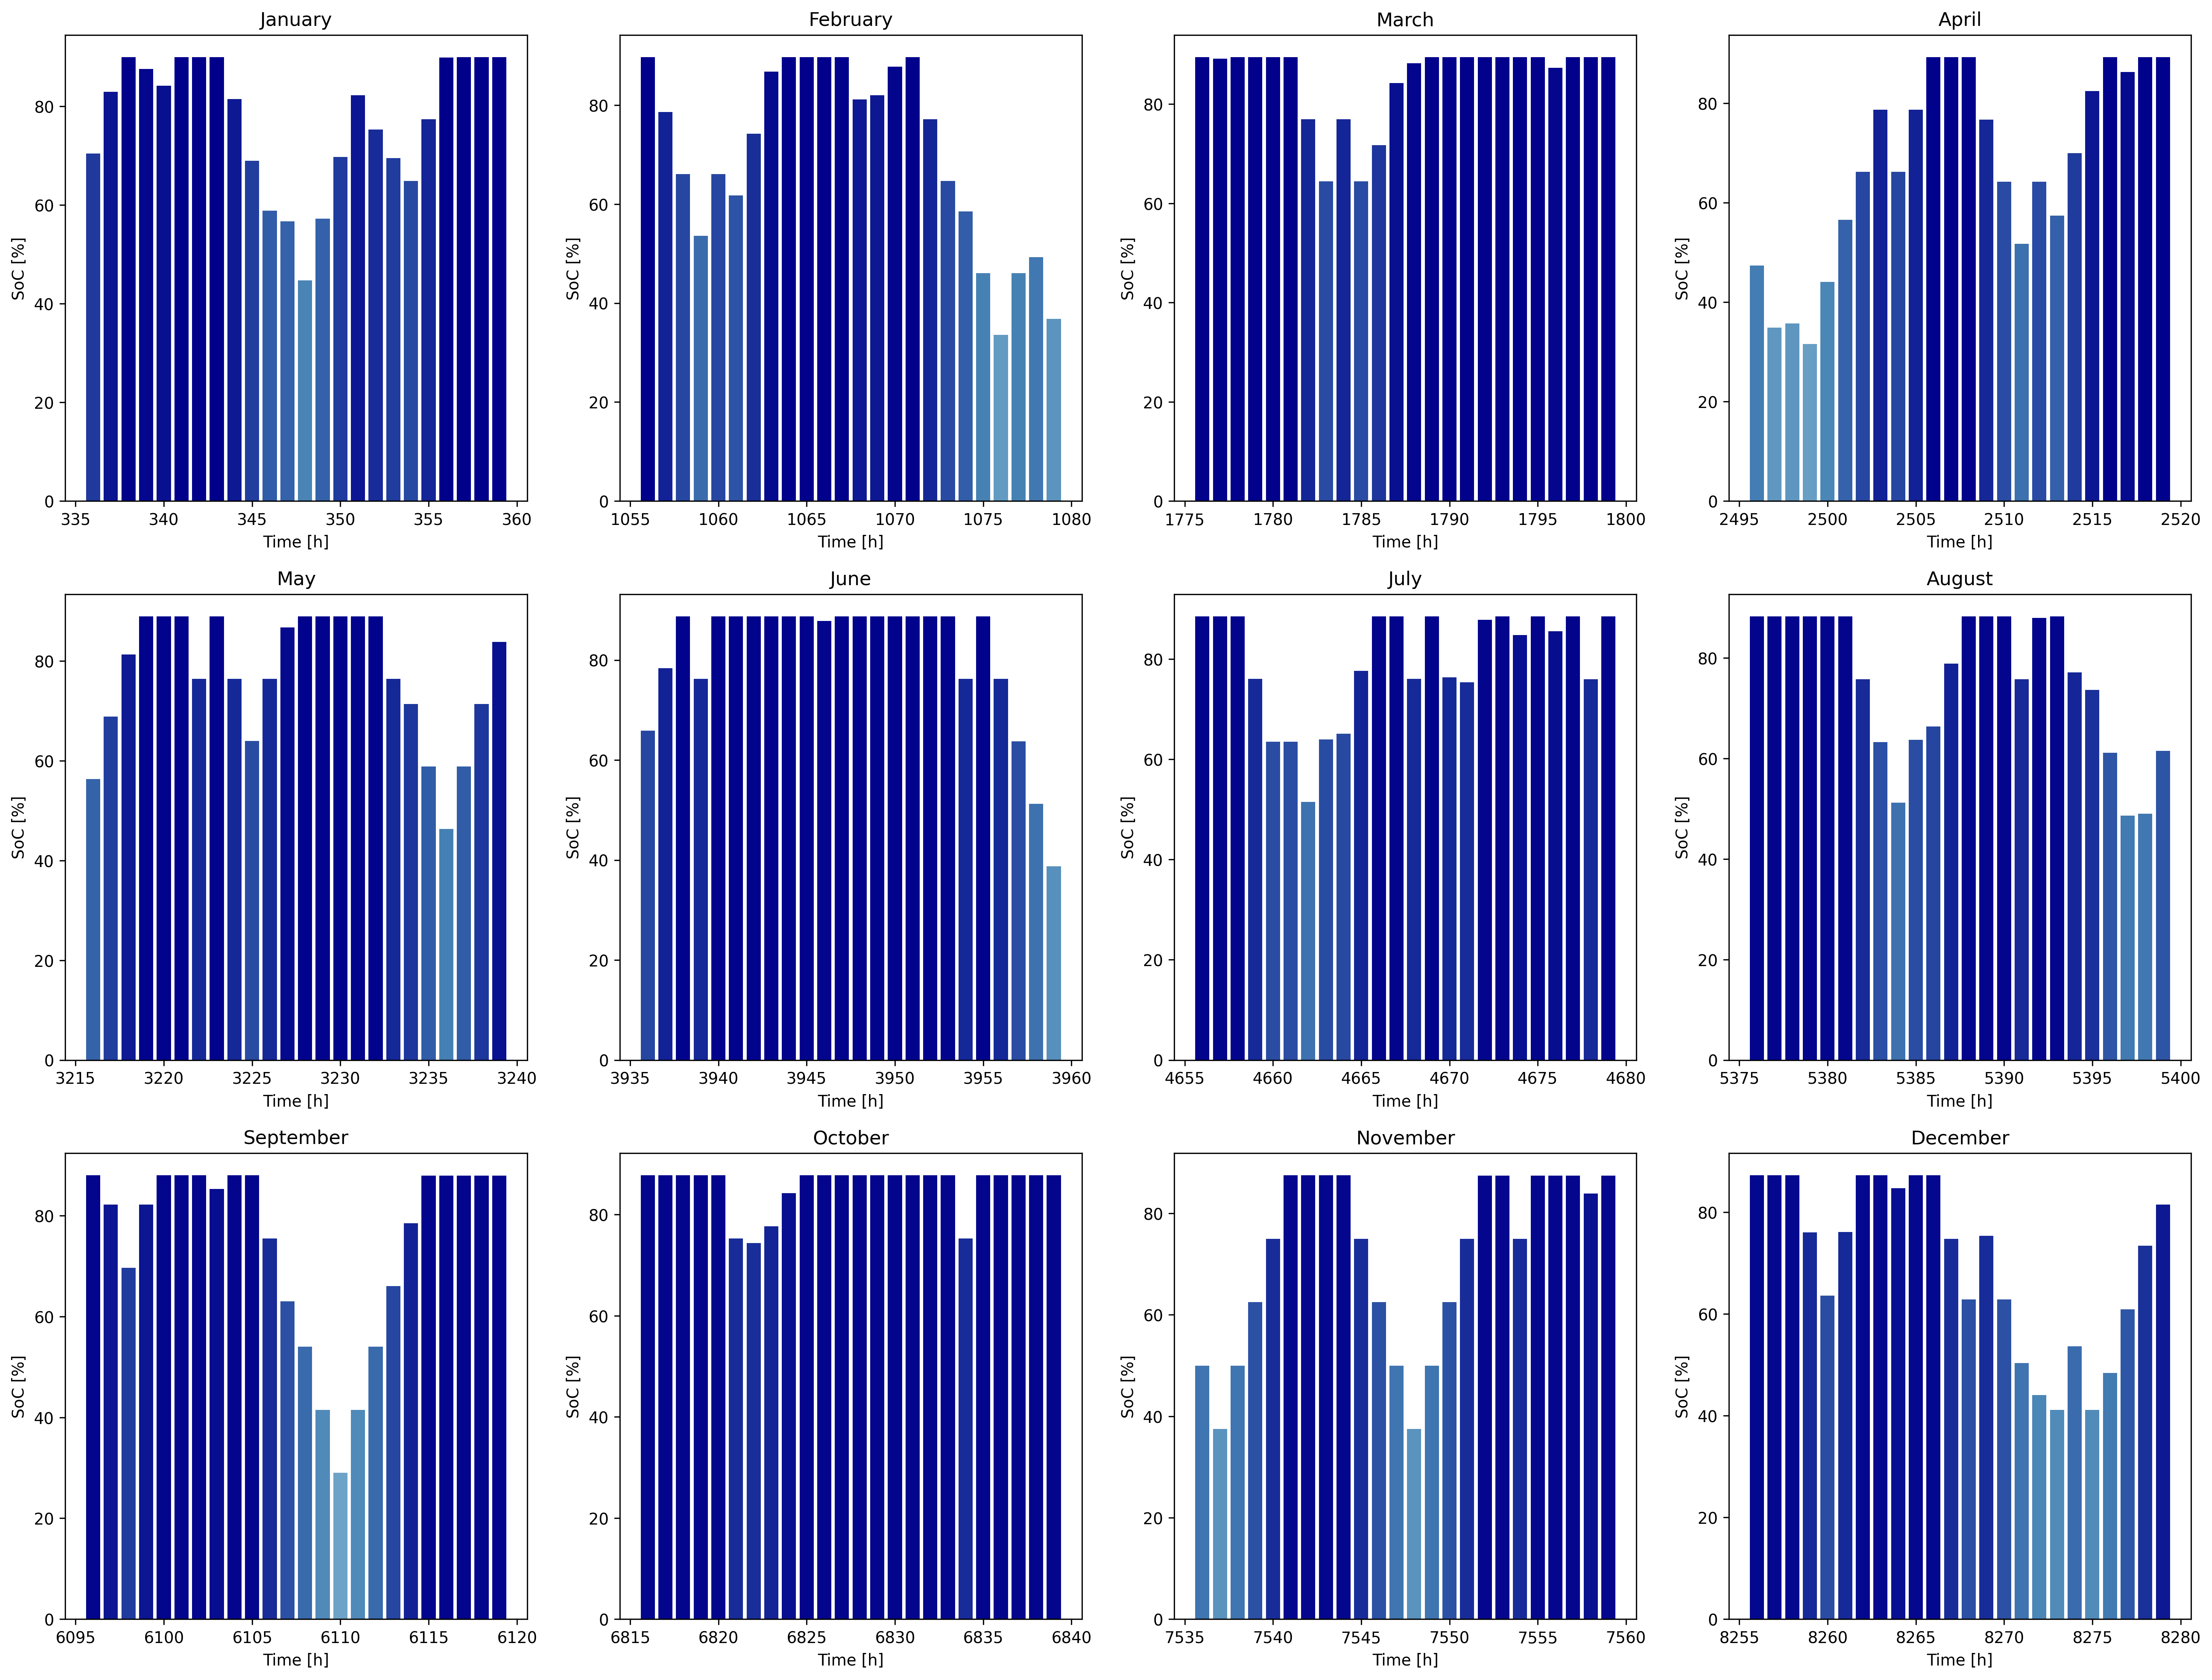 January
SoC [%]
80
60
40
20
0
335 340 345 350 355 360
Time [h]
February
SoC [%]
80
60
40
20
0
1055 1060 1065 1070 1075 1080
Time [h]
March
SoC [%]
80
60
40
20
0
1775 1780 1785 1790 1795 1800
Time [h]
April
SoC [%]
80
60
40
20
0
2495 2500 2505 2510 2515 2520
Time [h]
May
SoC [%]
80
60
40
20
0
3215 3220 3225 3230 3235 3240
Time [h]
June
SoC [%]
80
60
40
20
0
3935 3940 3945 3950 3955 3960
Time [h]
July
SoC [%]
80
60
40
20
0
4655 4660 4665 4670 4675 4680
Time [h]
August
SoC [%]
80
60
40
20
0
5375 5380 5385 5390 5395 5400
Time [h]
September
SoC [%]
80
60
40
20
0
6095 6100 6105 6110 6115 6120
Time [h]
October
SoC [%]
80
60
40
20
0
6815 6820 6825 6830 6835 6840
Time [h]
November
SoC [%]
80
60
40
20
0
7535 7540 7545 7550 7555 7560
Time [h]
December
SoC [%]
80
60
40
20
0
8255 8260 8265 8270 8275 8280
Time [h]